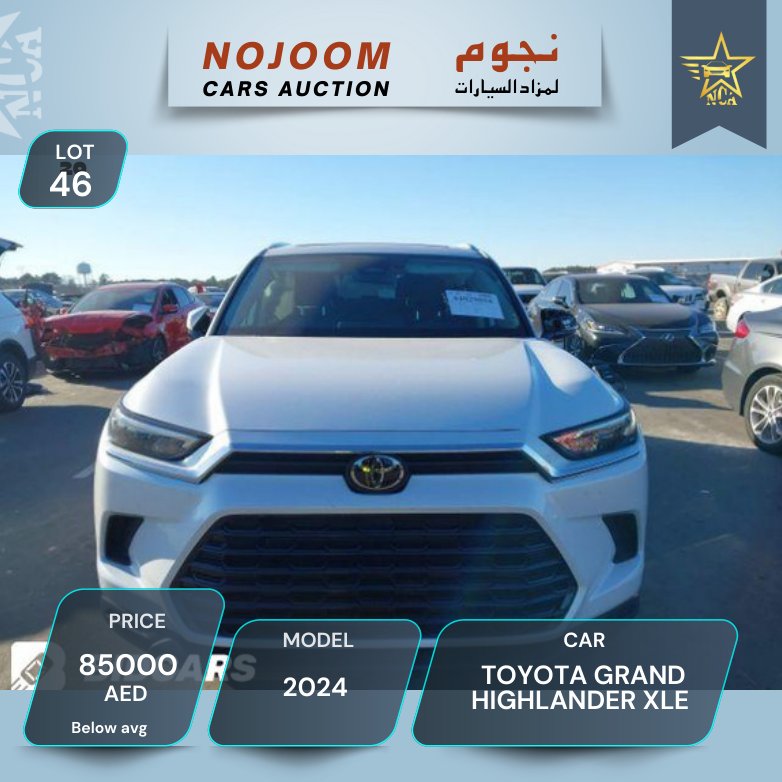 NOJOOM
CARS AUCTION
نجوم
لمزاد السيارات
NCA
NCA
LOT
46
PRICE
85000
AED
Below avg
MODEL
2024
CAR
TOYOTA GRAND
HIGHLANDER XLE